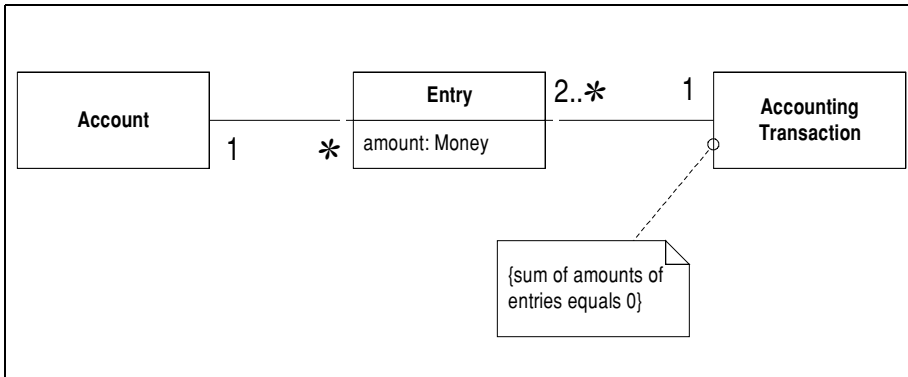 Account
1
*
Entry
amount: Money
2..*
1
Accounting
Transaction
{sum of amounts of
entries equals 0}